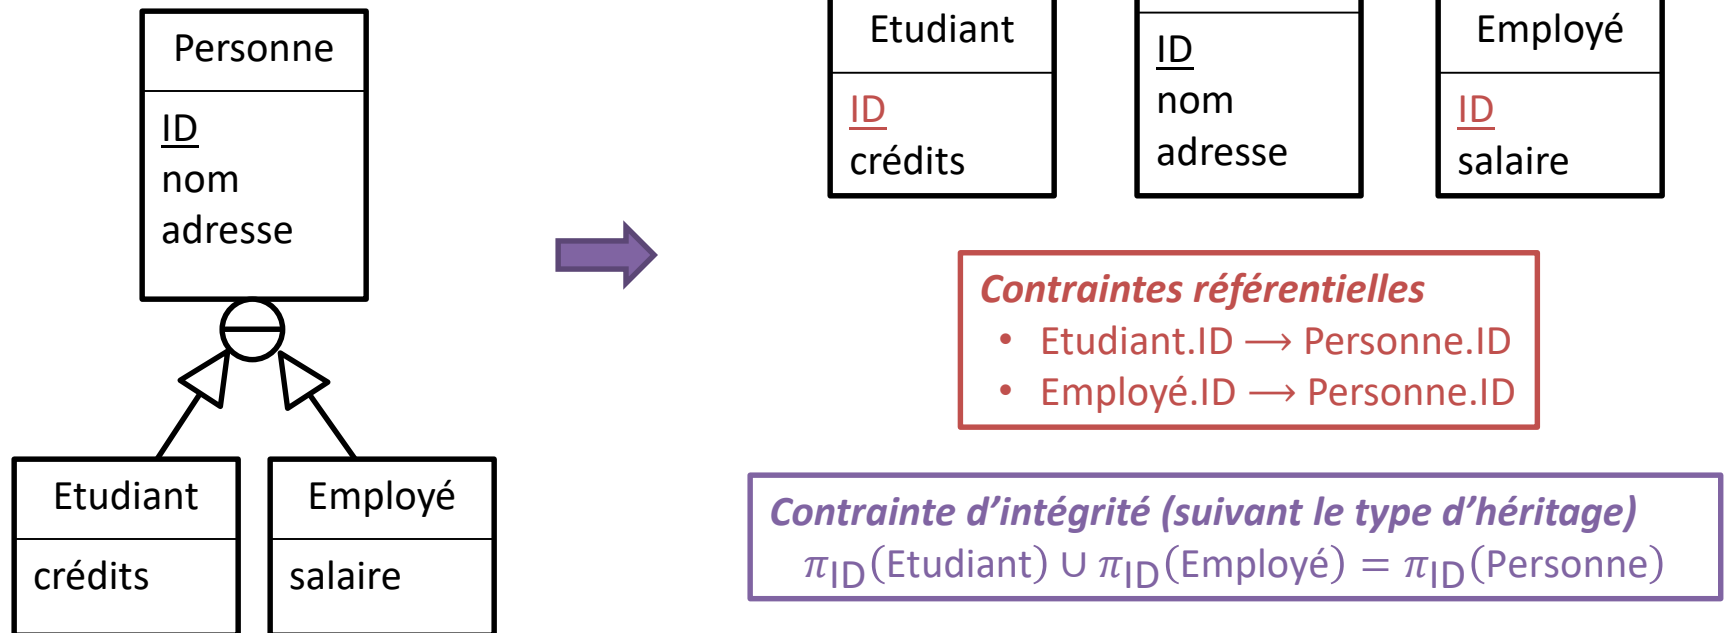 Personne
ID
nom
adresse
Etudiant
crédits
Employé
salaire
Etudiant
ID
crédits
ID
nom
adresse
Employé
ID
salaire
Contraintes référentielles
• Etudiant.ID ⟶ Personne.ID
• Employé.ID ⟶ Personne.ID
Contrainte d’intégrité (suivant le type d’héritage)
𝜋ID(Etudiant) ∪ 𝜋ID(Employé) = 𝜋ID(Personne)